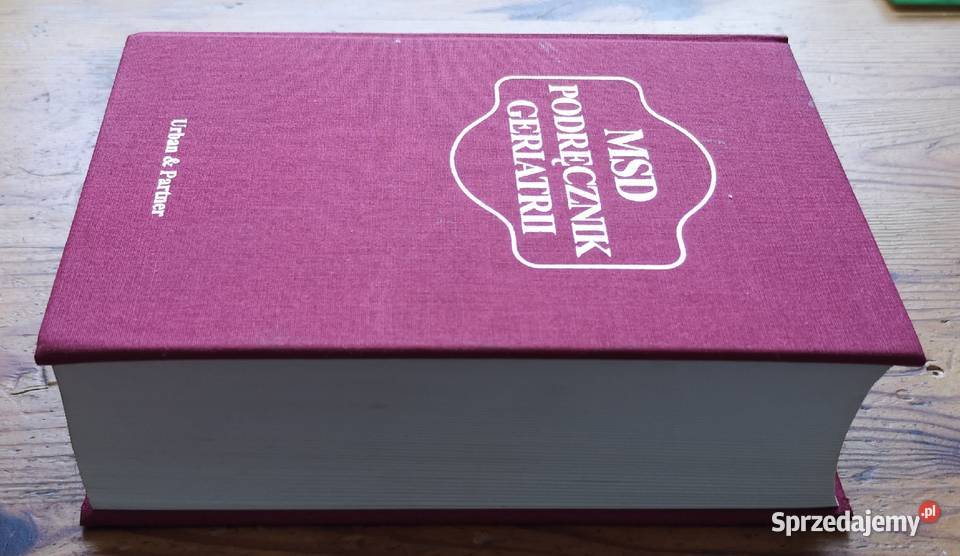 MSD
PODRĘCZNIK
GERIATRII
Urban & Partner
Sprzedajemy.pl